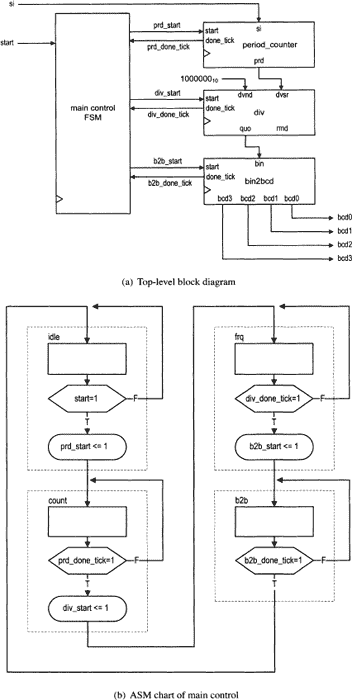 si
start
prd_start
start
si
done_tick
period_counter
prd_done_tick
prd
1000000₁₀
div_start
start
dvnd
dvsr
done_tick
div
div_done_tick
quo
rmd
main control
FSM
b2b_start
start
bin
done_tick
bin2bcd
b2b_done_tick
bcd3 bcd2 bcd1 bcd0
bcd0
bcd1
bcd2
bcd3
(a) Top-level block diagram
idle
start=1
F
T
prd_start <= 1
count
prd_done_tick=1
F
T
div_start <= 1
frq
div_done_tick=1
F
T
b2b_start <= 1
b2b
b2b_done_tick=1
F
T
(b) ASM chart of main control